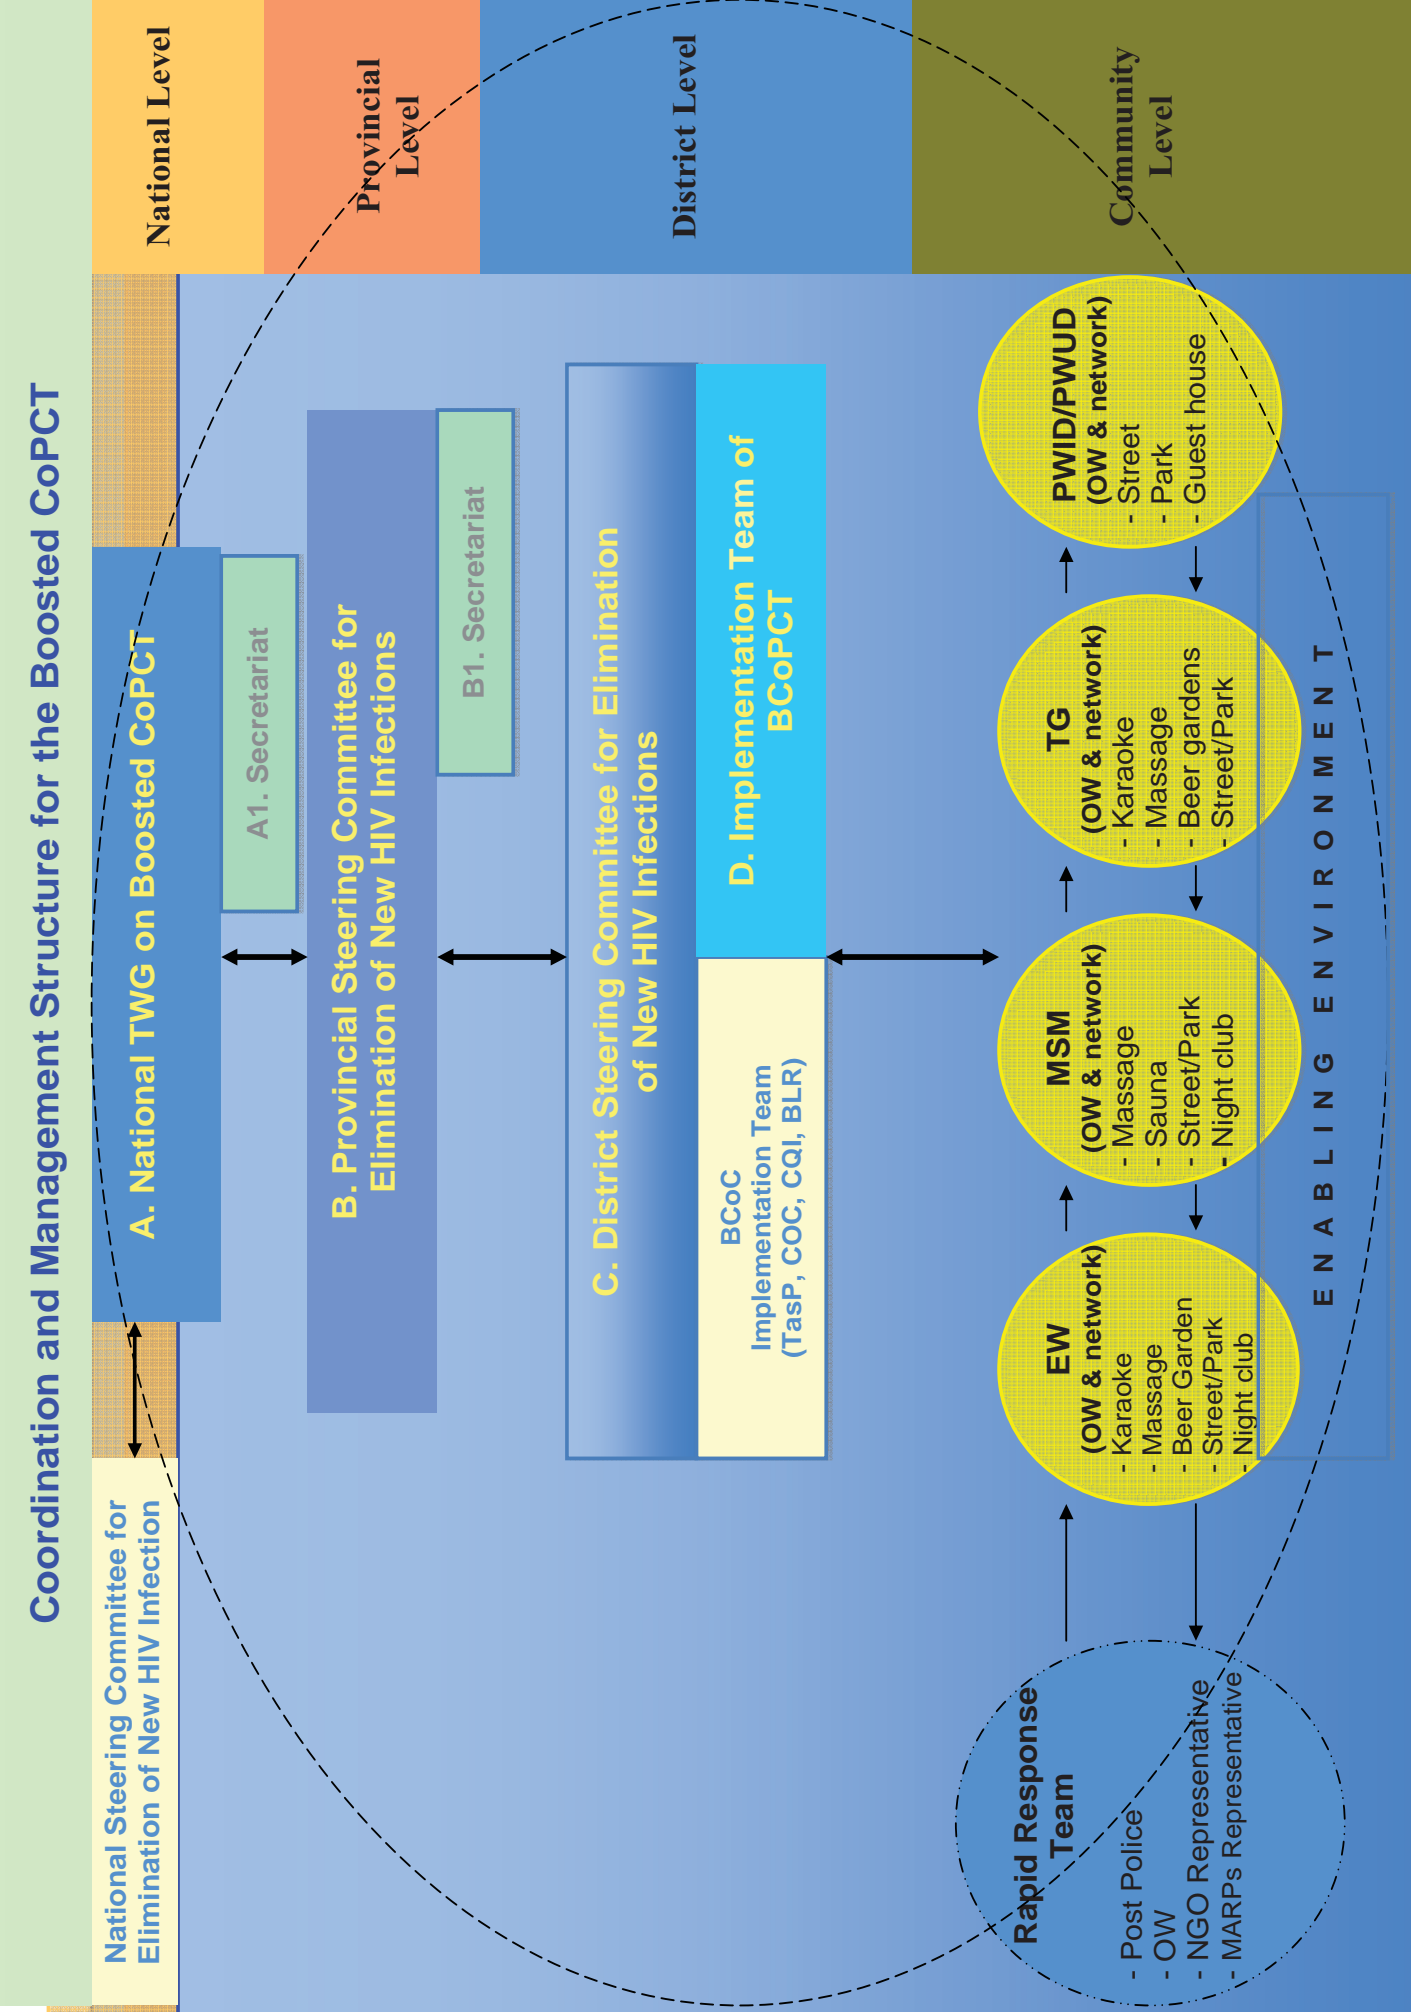 Coordination and Management Structure for the Boosted CoPCT
National Steering Committee for
Elimination of New HIV Infection
A. National TWG on Boosted CoPCT
National Level
A1. Secretariat
B. Provincial Steering Committee for
Elimination of New HIV Infections
Provincial
Level
B1. Secretariat
C. District Steering Committee for Elimination
of New HIV Infections
District Level
BCoC
Implementation Team
(TasP, COC, CQI, BLR)
D. Implementation Team of
BCoPCT
Rapid Response
Team
- Post Police
- OW
- NGO Representative
- MARPs Representative
EW
(OW & network)
- Karaoke
- Massage
- Beer Garden
- Street/Park
- Night club
MSM
(OW & network)
- Massage
- Sauna
- Street/Park
- Night club
TG
(OW & network)
- Karaoke
- Massage
- Beer gardens
- Street/Park
PWID/PWUD
(OW & network)
- Street
- Park
- Guest house
Community
Level
ENABLING ENVIRONMENT